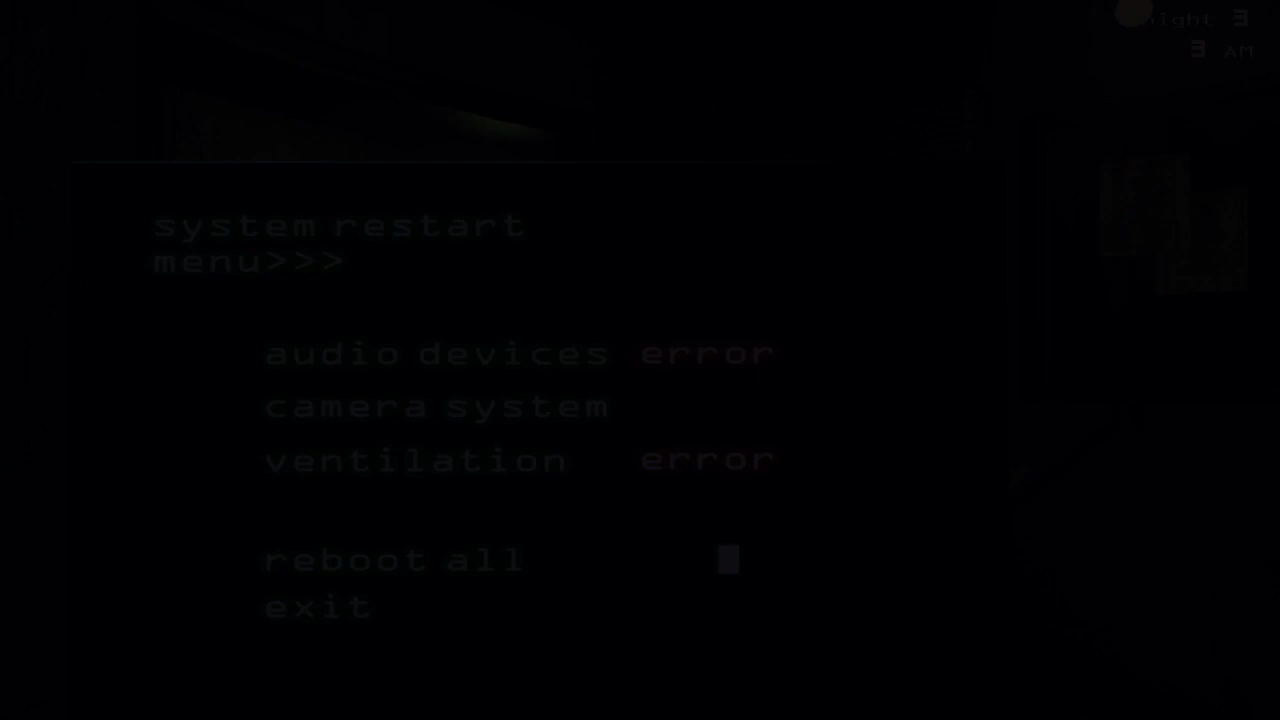 night 3
3 AM
system restart
menu>>>
audio devices error
camera system
ventilation error
reboot all
exit